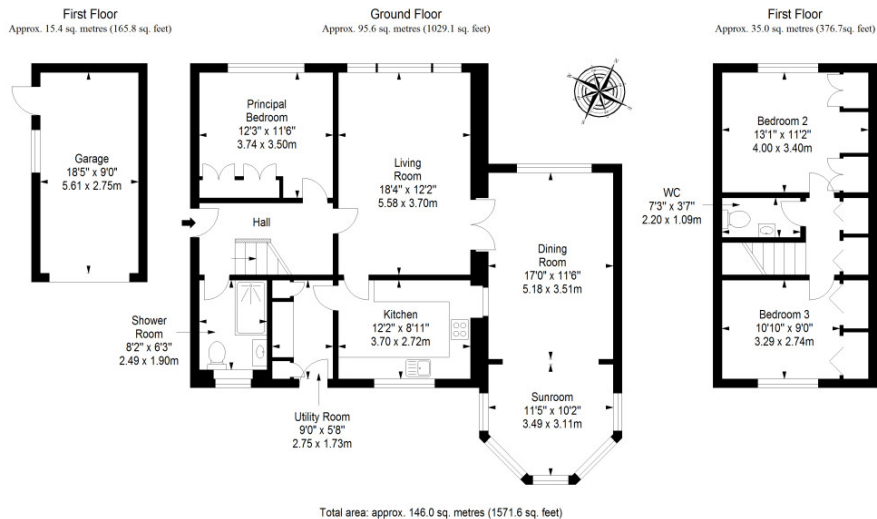 First Floor
Approx. 15.4 sq. metres (165.8 sq. feet)
Garage
18'5" x 9'0"
5.61 x 2.75m
Ground Floor
Approx. 95.6 sq. metres (1029.1 sq. feet)
Principal
Bedroom
12'3" x 11'6"
3.74 x 3.50m
Living
Room
18'4" x 12'2"
5.58 x 3.70m
Hall
Dining
Room
17'0" x 11'6"
5.18 x 3.51m
Kitchen
12'2" x 8'11"
3.70 x 2.72m
Shower
Room
8'2" x 6'3"
2.49 x 1.90m
Utility Room
9'0" x 5'8"
2.75 x 1.73m
Sunroom
11'5" x 10'2"
3.49 x 3.11m
First Floor
Approx. 35.0 sq. metres (376.7sq. feet)
Bedroom 2
13'1" x 11'2"
4.00 x 3.40m
WC
7'3" x 3'7"
2.20 x 1.09m
Bedroom 3
10'10" x 9'0"
3.29 x 2.74m
Total area: approx. 146.0 sq. metres (1571.6 sq. feet)